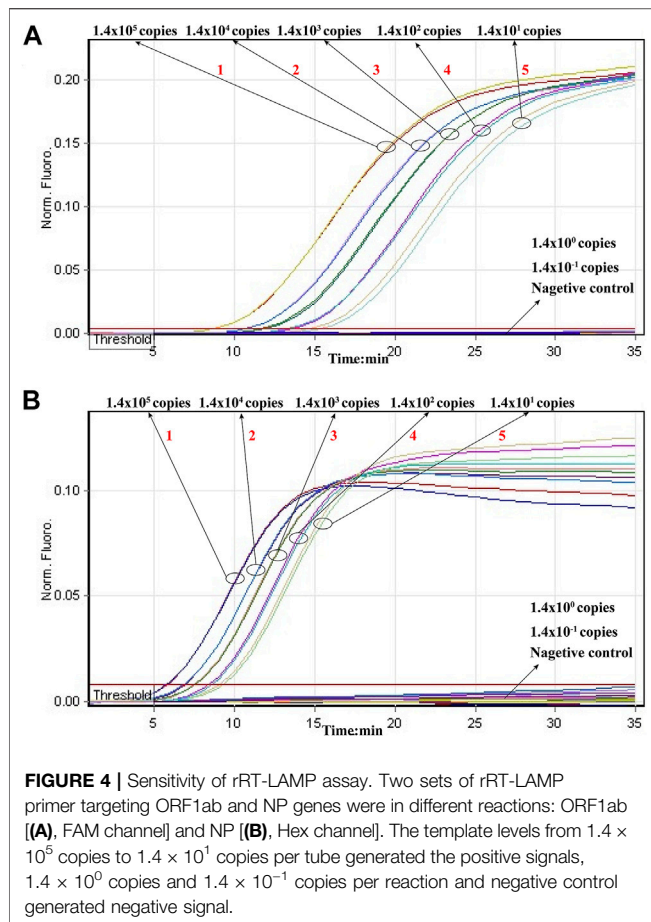 A
1.4x10⁵ copies 1.4x10⁴ copies 1.4x10³ copies 1.4x10² copies 1.4x10¹ copies
1 2 3 4 5
0.20
0.15
Norm. Fluoro.
0.10
0.05
1.4x10⁰ copies
1.4x10⁻¹ copies
Nagetive control
0.00
Threshold
5 10 15 20 25 30 35
Time:min
B
1.4x10⁵ copies 1.4x10⁴ copies 1.4x10³ copies 1.4x10² copies 1.4x10¹ copies
1 2 3 4 5
0.10
Norm. Fluoro.
0.05
1.4x10⁰ copies
1.4x10⁻¹ copies
Nagetive control
0.00
Threshold
5 10 15 20 25 30 35
Time:min
FIGURE 4 | Sensitivity of rRT-LAMP assay. Two sets of rRT-LAMP
primer targeting ORF1ab and NP genes were in different reactions: ORF1ab
[(A), FAM channel] and NP [(B), Hex channel]. The template levels from 1.4 ×
10⁵ copies to 1.4 × 10¹ copies per tube generated the positive signals,
1.4 × 10⁰ copies and 1.4 × 10⁻¹ copies per reaction and negative control
generated negative signal.